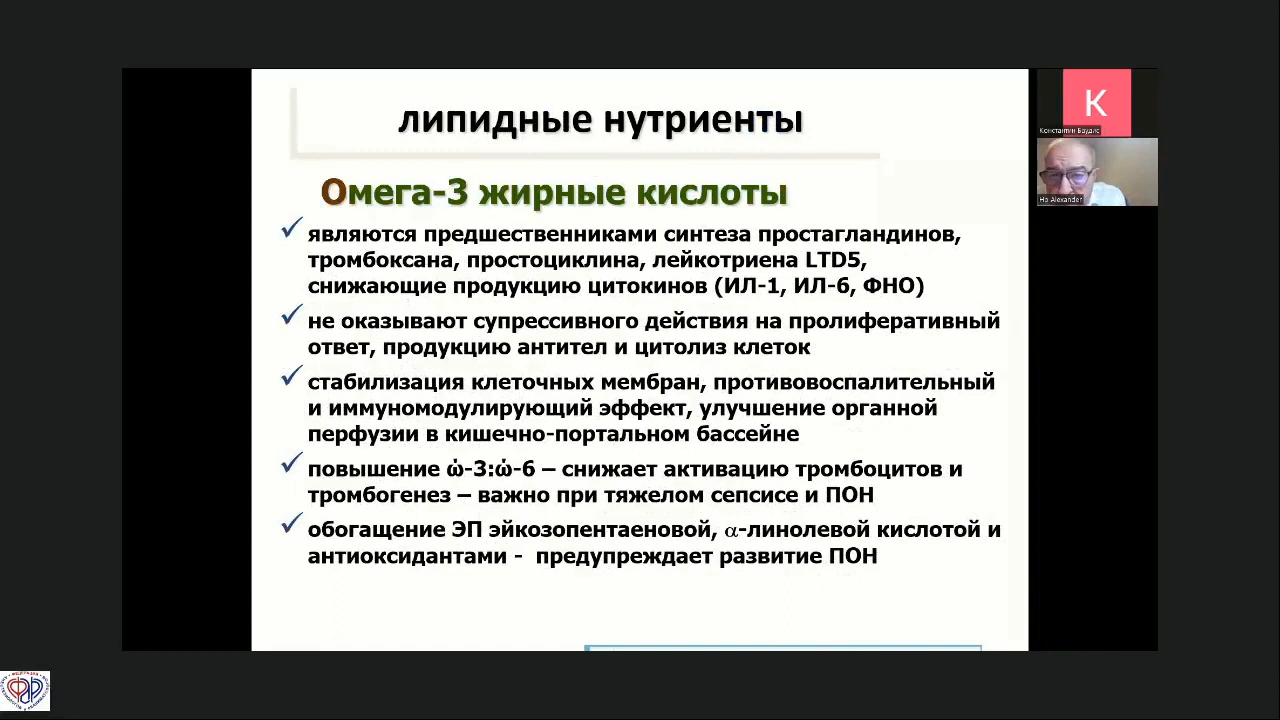 липидные нутриенты
Омега-3 жирные кислоты
являются предшественниками синтеза простагландинов,
тромбоксана, простоциклина, лейкотриена LTD5,
снижающие продукцию цитокинов (ИЛ-1, ИЛ-6, ФНО)
не оказывают супрессивного действия на пролиферативный
ответ, продукцию антител и цитолиз клеток
стабилизация клеточных мембран, противовоспалительный
и иммуномодулирующий эффект, улучшение органной
перфузии в кишечно-портальном бассейне
повышение ὠ-3:ὠ-6 – снижает активацию тромбоцитов и
тромбогенез – важно при тяжелом сепсисе и ПОН
обогащение ЭП эйкозопентаеновой, α-линолевой кислотой и
антиоксидантами - предупреждает развитие ПОН
К
Константин
Alexander